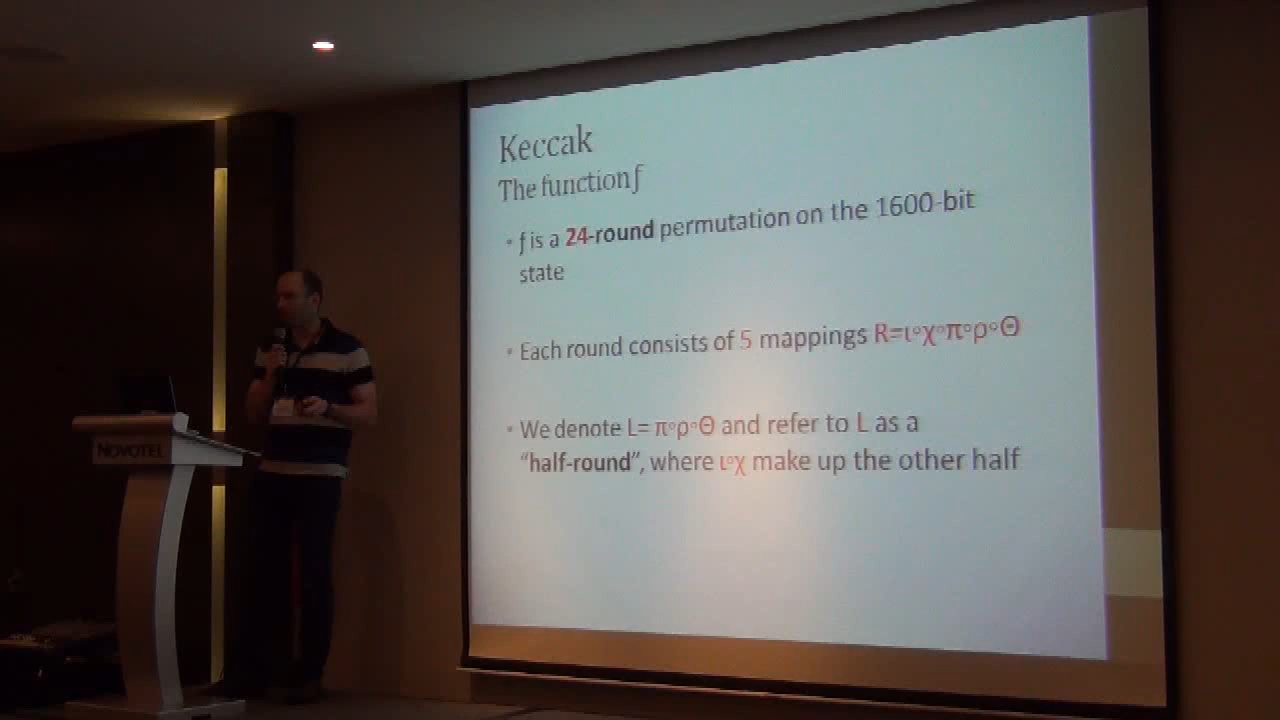 Keccak
The function ƒ
• ƒ is a 24-round permutation on the 1600-bit
state
• Each round consists of 5 mappings R=ι∘χ∘π∘ρ∘Θ
• We denote L= π∘ρ∘Θ and refer to L as a
“half-round”, where ι∘χ make up the other half
NOVOTEL